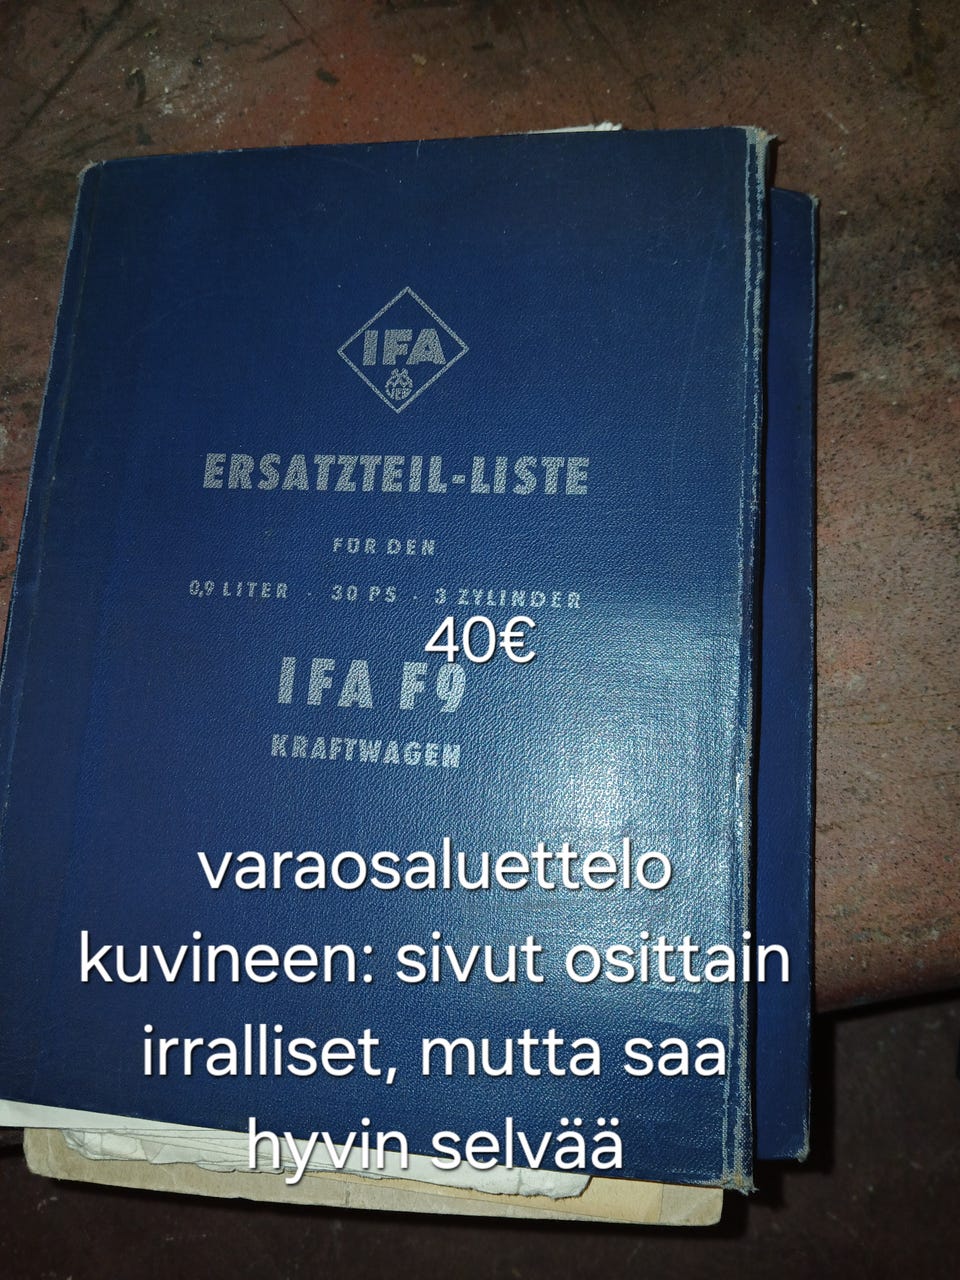 IFA
VEB
ERSATZTEIL-LISTE
FÜR DEN
0,9 LITER · 30 PS · 3 ZYLINDER
40€
IFA F9
KRAFTWAGEN
varaosaluettelo
kuvineen: sivut osittain
irralliset, mutta saa
hyvin selvää